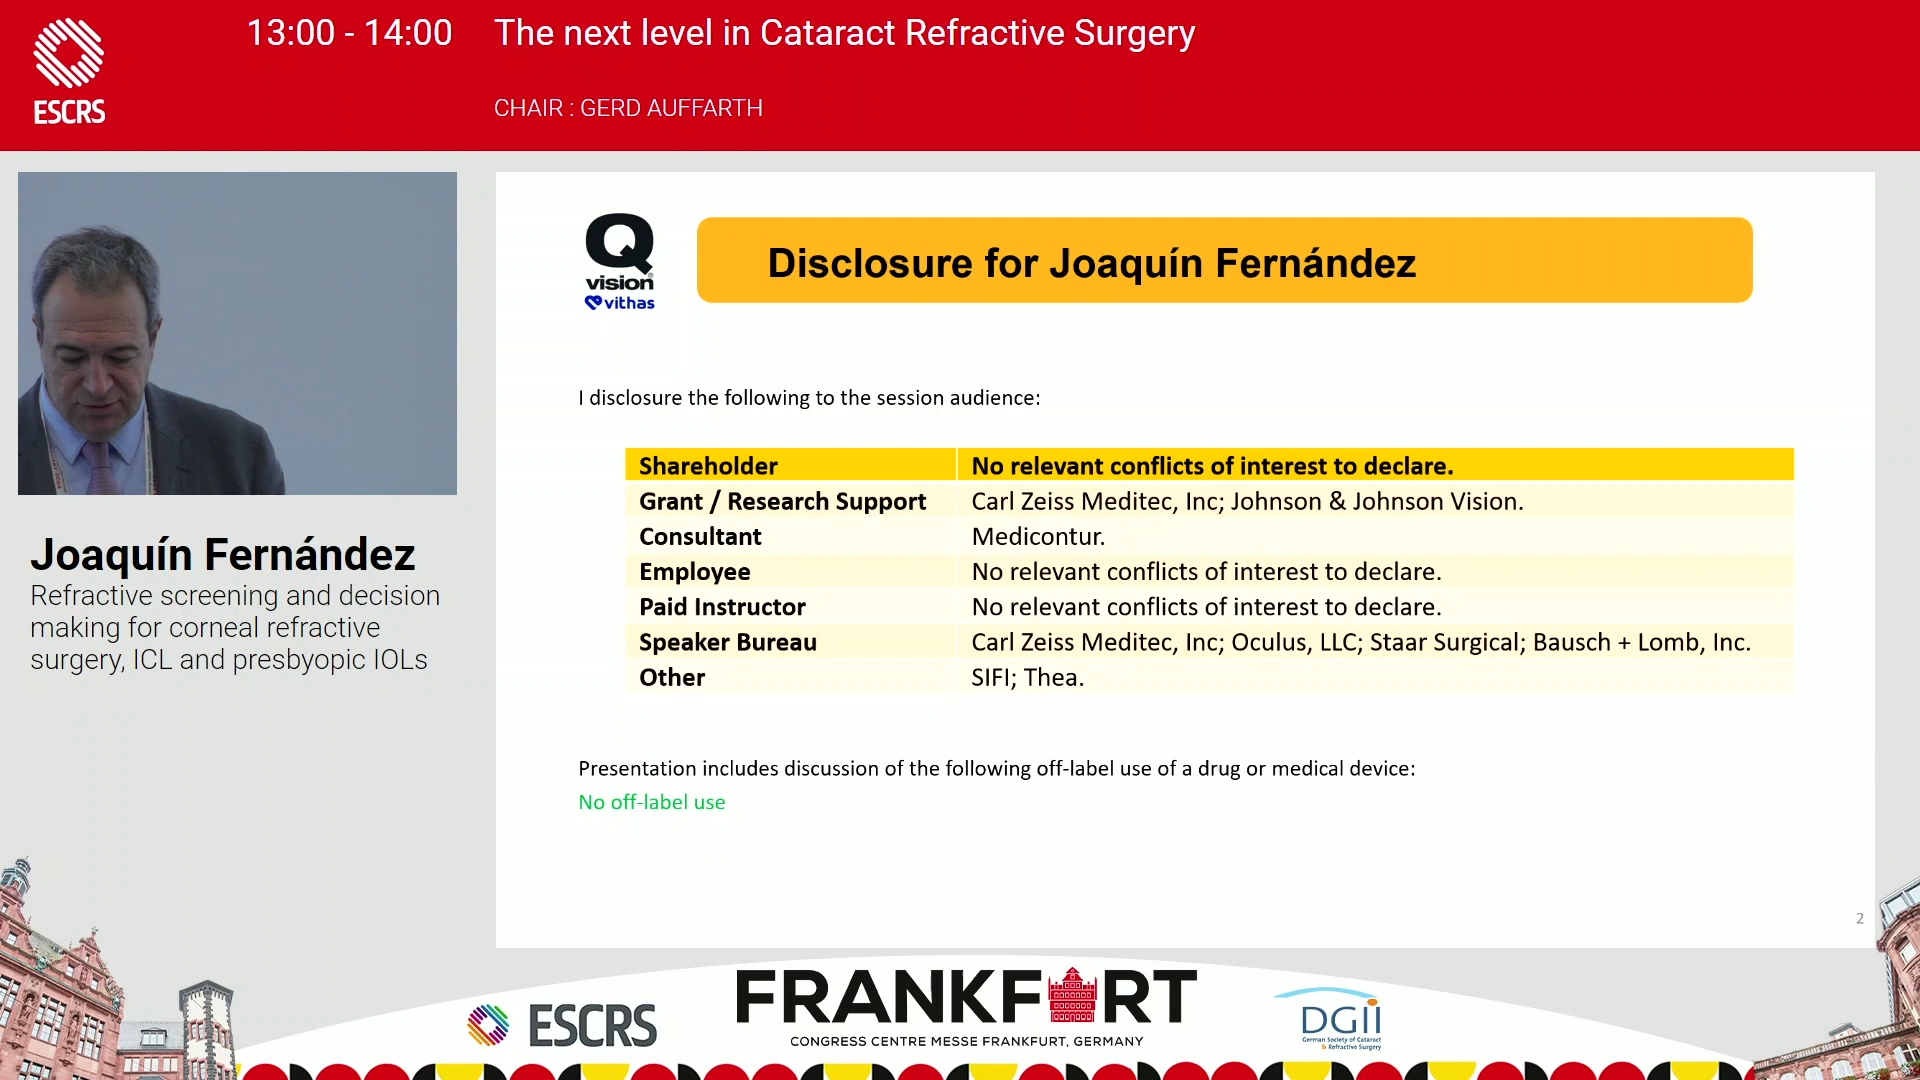 ESCRS
13:00 - 14:00
The next level in Cataract Refractive Surgery
CHAIR : GERD AUFFARTH
Joaquín Fernández
Refractive screening and decision
making for corneal refractive
surgery, ICL and presbyopic IOLs
Q
vision
vithas
Disclosure for Joaquín Fernández
I disclosure the following to the session audience:
Shareholder No relevant conflicts of interest to declare.
Grant / Research Support Carl Zeiss Meditec, Inc; Johnson & Johnson Vision.
Consultant Medicontur.
Employee No relevant conflicts of interest to declare.
Paid Instructor No relevant conflicts of interest to declare.
Speaker Bureau Carl Zeiss Meditec, Inc; Oculus, LLC; Staar Surgical; Bausch + Lomb, Inc.
Other SIFI; Thea.
Presentation includes discussion of the following off-label use of a drug or medical device:
No off-label use
2
ESCRS
FRANKFURT
CONGRESS CENTRE MESSE FRANKFURT, GERMANY
DGII
German Society of Cataract
& Refractive Surgery